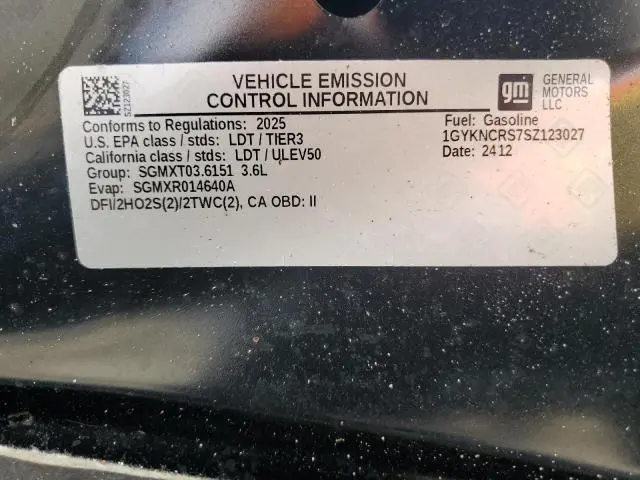 VEHICLE EMISSION
CONTROL INFORMATION
gm
GENERAL
MOTORS
LLC
SZ123027
Conforms to Regulations: 2025
U.S. EPA class / stds: LDT / TIER3
California class / stds: LDT / ULEV50
Group: SGMXT03.6151 3.6L
Evap: SGMXR014640A
DFI/2HO2S(2)/2TWC(2), CA OBD: II
Fuel: Gasoline
1GYKNCRS7SZ123027
Date: 2412